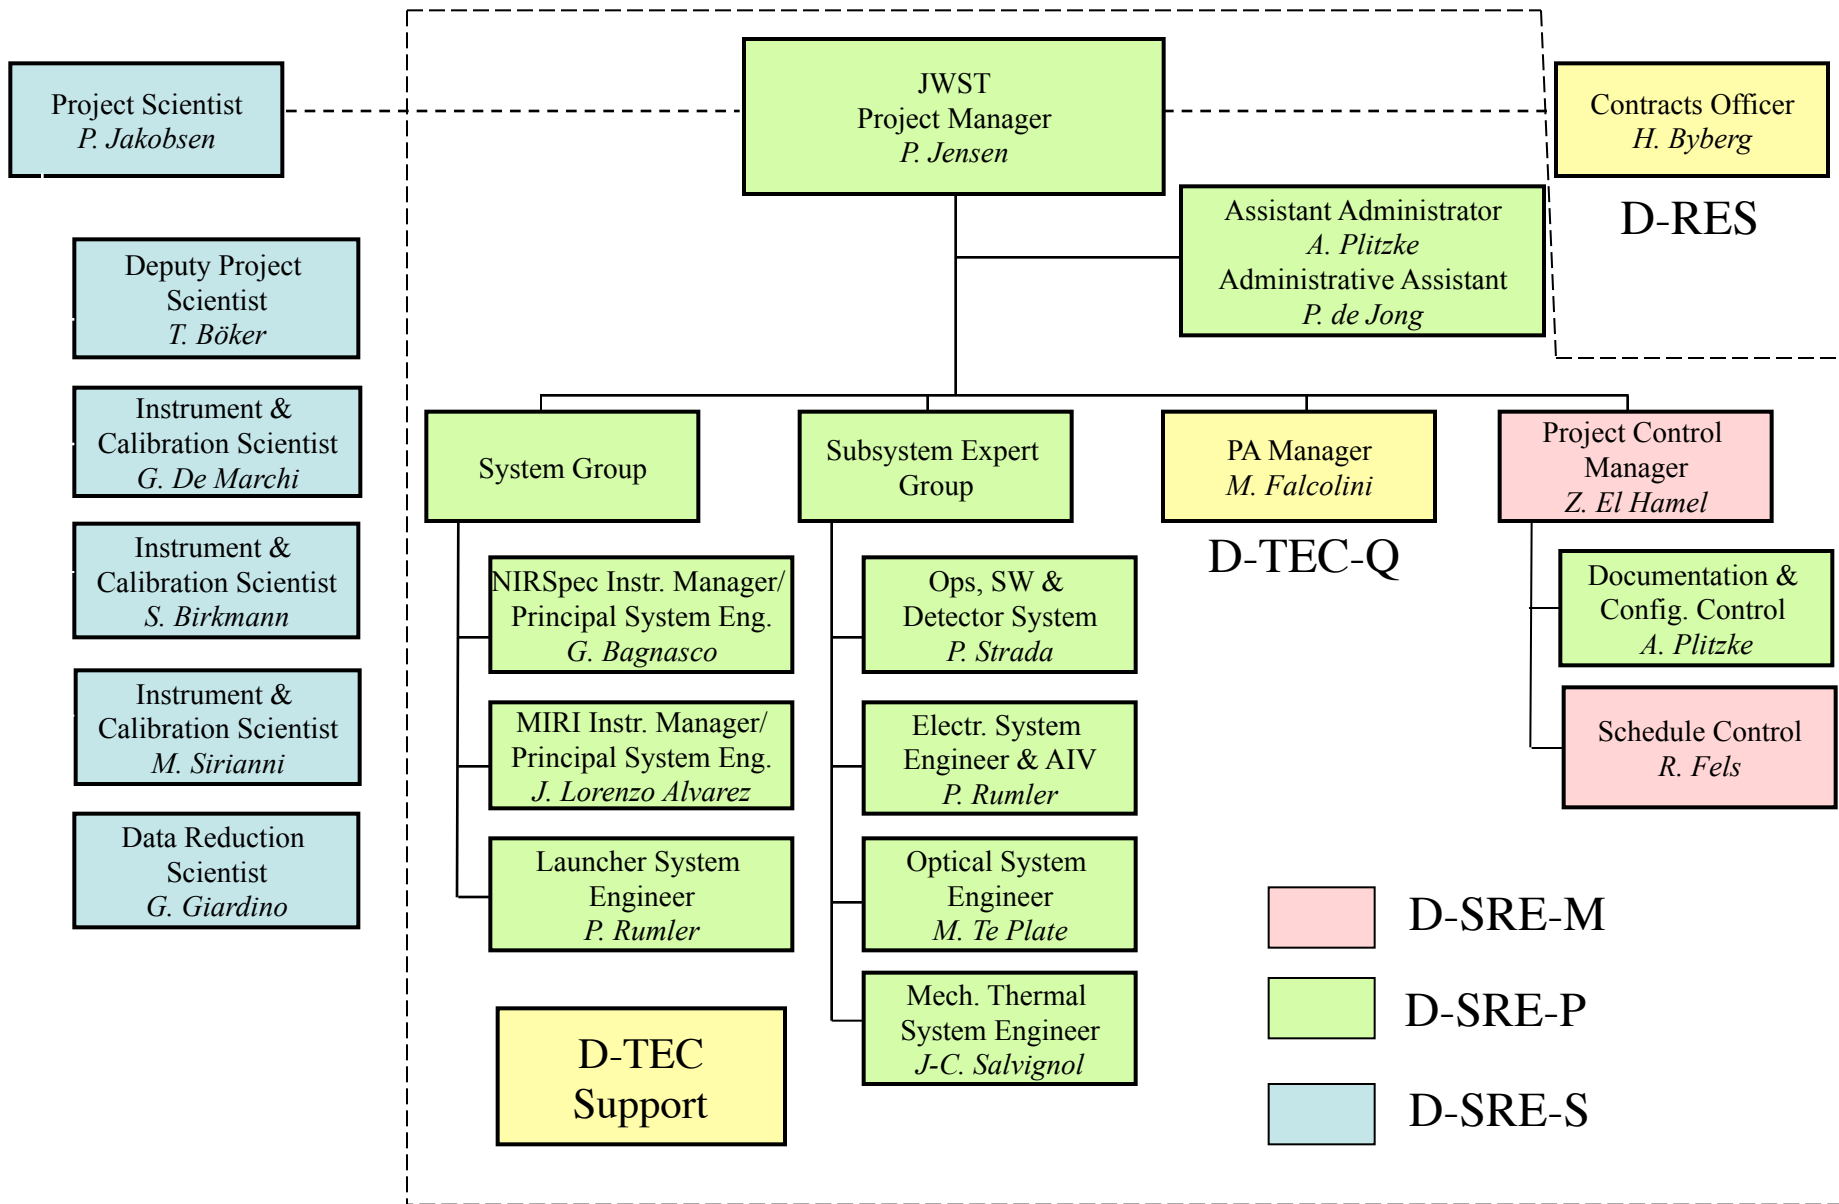 Project Scientist
P. Jakobsen
JWST
Project Manager
P. Jensen
Contracts Officer
H. Byberg
D-RES
Assistant Administrator
A. Plitzke
Administrative Assistant
P. de Jong
Deputy Project
Scientist
T. Böker
Instrument &
Calibration Scientist
G. De Marchi
Instrument &
Calibration Scientist
S. Birkmann
Instrument &
Calibration Scientist
M. Sirianni
Data Reduction
Scientist
G. Giardino
System Group
Subsystem Expert
Group
PA Manager
M. Falcolini
D-TEC-Q
Project Control
Manager
Z. El Hamel
NIRSpec Instr. Manager/
Principal System Eng.
G. Bagnasco
MIRI Instr. Manager/
Principal System Eng.
J. Lorenzo Alvarez
Launcher System
Engineer
P. Rumler
Ops, SW &
Detector System
P. Strada
Electr. System
Engineer & AIV
P. Rumler
Optical System
Engineer
M. Te Plate
Mech. Thermal
System Engineer
J-C. Salvignol
Documentation &
Config. Control
A. Plitzke
Schedule Control
R. Fels
D-TEC
Support
D-SRE-M
D-SRE-P
D-SRE-S